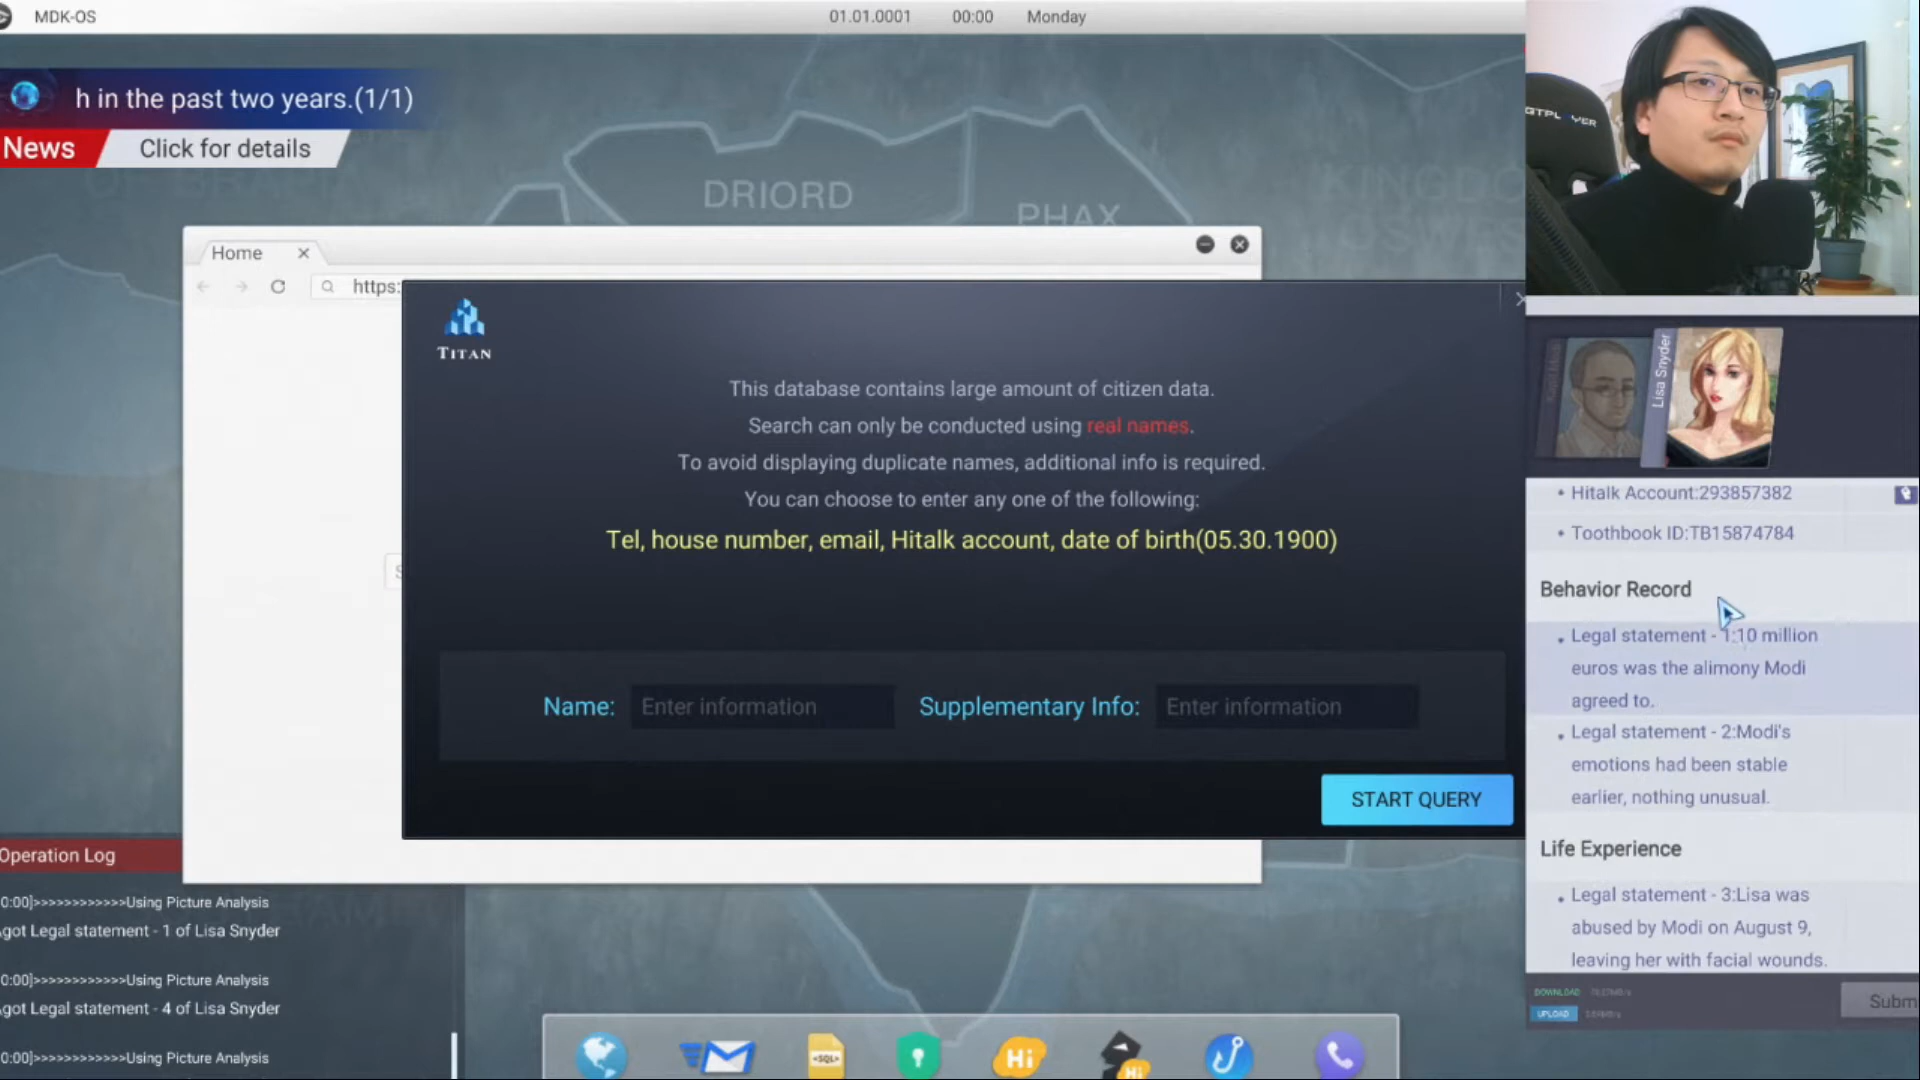 MDK-OS
01.01.0001 00:00 Monday
h in the past two years.(1/1)
News
Click for details
DRIORD
PHAX
GTPLAYER
Home
https:
TITAN
This database contains large amount of citizen data.
Search can only be conducted using real names.
To avoid displaying duplicate names, additional info is required.
You can choose to enter any one of the following:
Tel, house number, email, Hitalk account, date of birth(05.30.1900)
Name: Enter information
Supplementary Info: Enter information
START QUERY
Lisa Snyder
• Hitalk Account:293857382
• Toothbook ID:TB15874784
Behavior Record
• Legal statement - 1:10 million
euros was the alimony Modi
agreed to.
• Legal statement - 2:Modi's
emotions had been stable
earlier, nothing unusual.
Life Experience
• Legal statement - 3:Lisa was
abused by Modi on August 9,
leaving her with facial wounds.
DOWNLOAD
UPLOAD
Subm
Operation Log
0:00]>>>>>>>>>>>>Using Picture Analysis
got Legal statement - 1 of Lisa Snyder
0:00]>>>>>>>>>>>>Using Picture Analysis
got Legal statement - 4 of Lisa Snyder
0:00]>>>>>>>>>>>>Using Picture Analysis
<SQL>
Hi
Hi